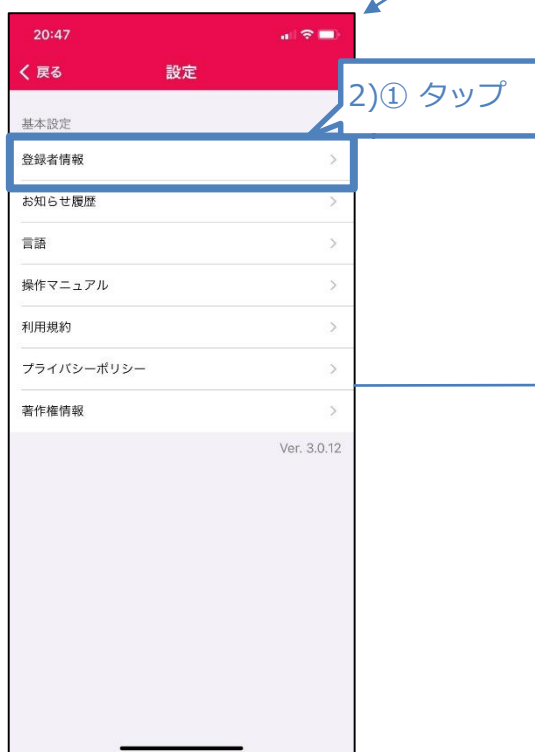 20:47
戻る
設定
2)① タップ
基本設定
登録者情報
お知らせ履歴
言語
操作マニュアル
利用規約
プライバシーポリシー
著作権情報
Ver. 3.0.12